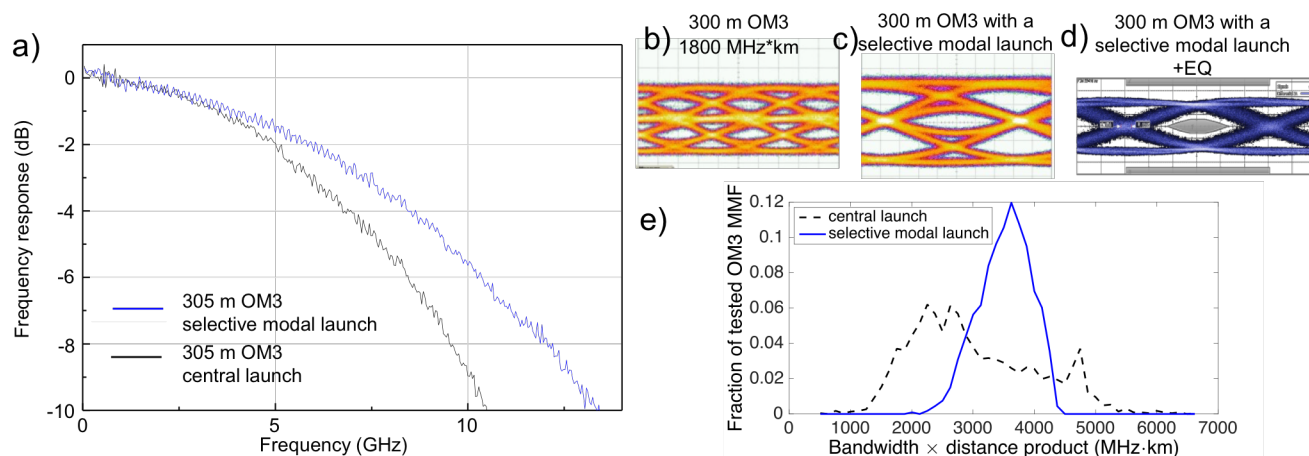 a)
Frequency response (dB)
0
-2
-4
-6
-8
-10
0
5
10
Frequency (GHz)
305 m OM3
selective modal launch
305 m OM3
central launch
b)
300 m OM3
1800 MHz*km
c)
300 m OM3 with a
selective modal launch
d)
300 m OM3 with a
selective modal launch
+EQ
e)
Fraction of tested OM3 MMF
0.12
0.1
0.08
0.06
0.04
0.02
0
central launch
selective modal launch
0
1000
2000
3000
4000
5000
6000
7000
Bandwidth × distance product (MHz·km)